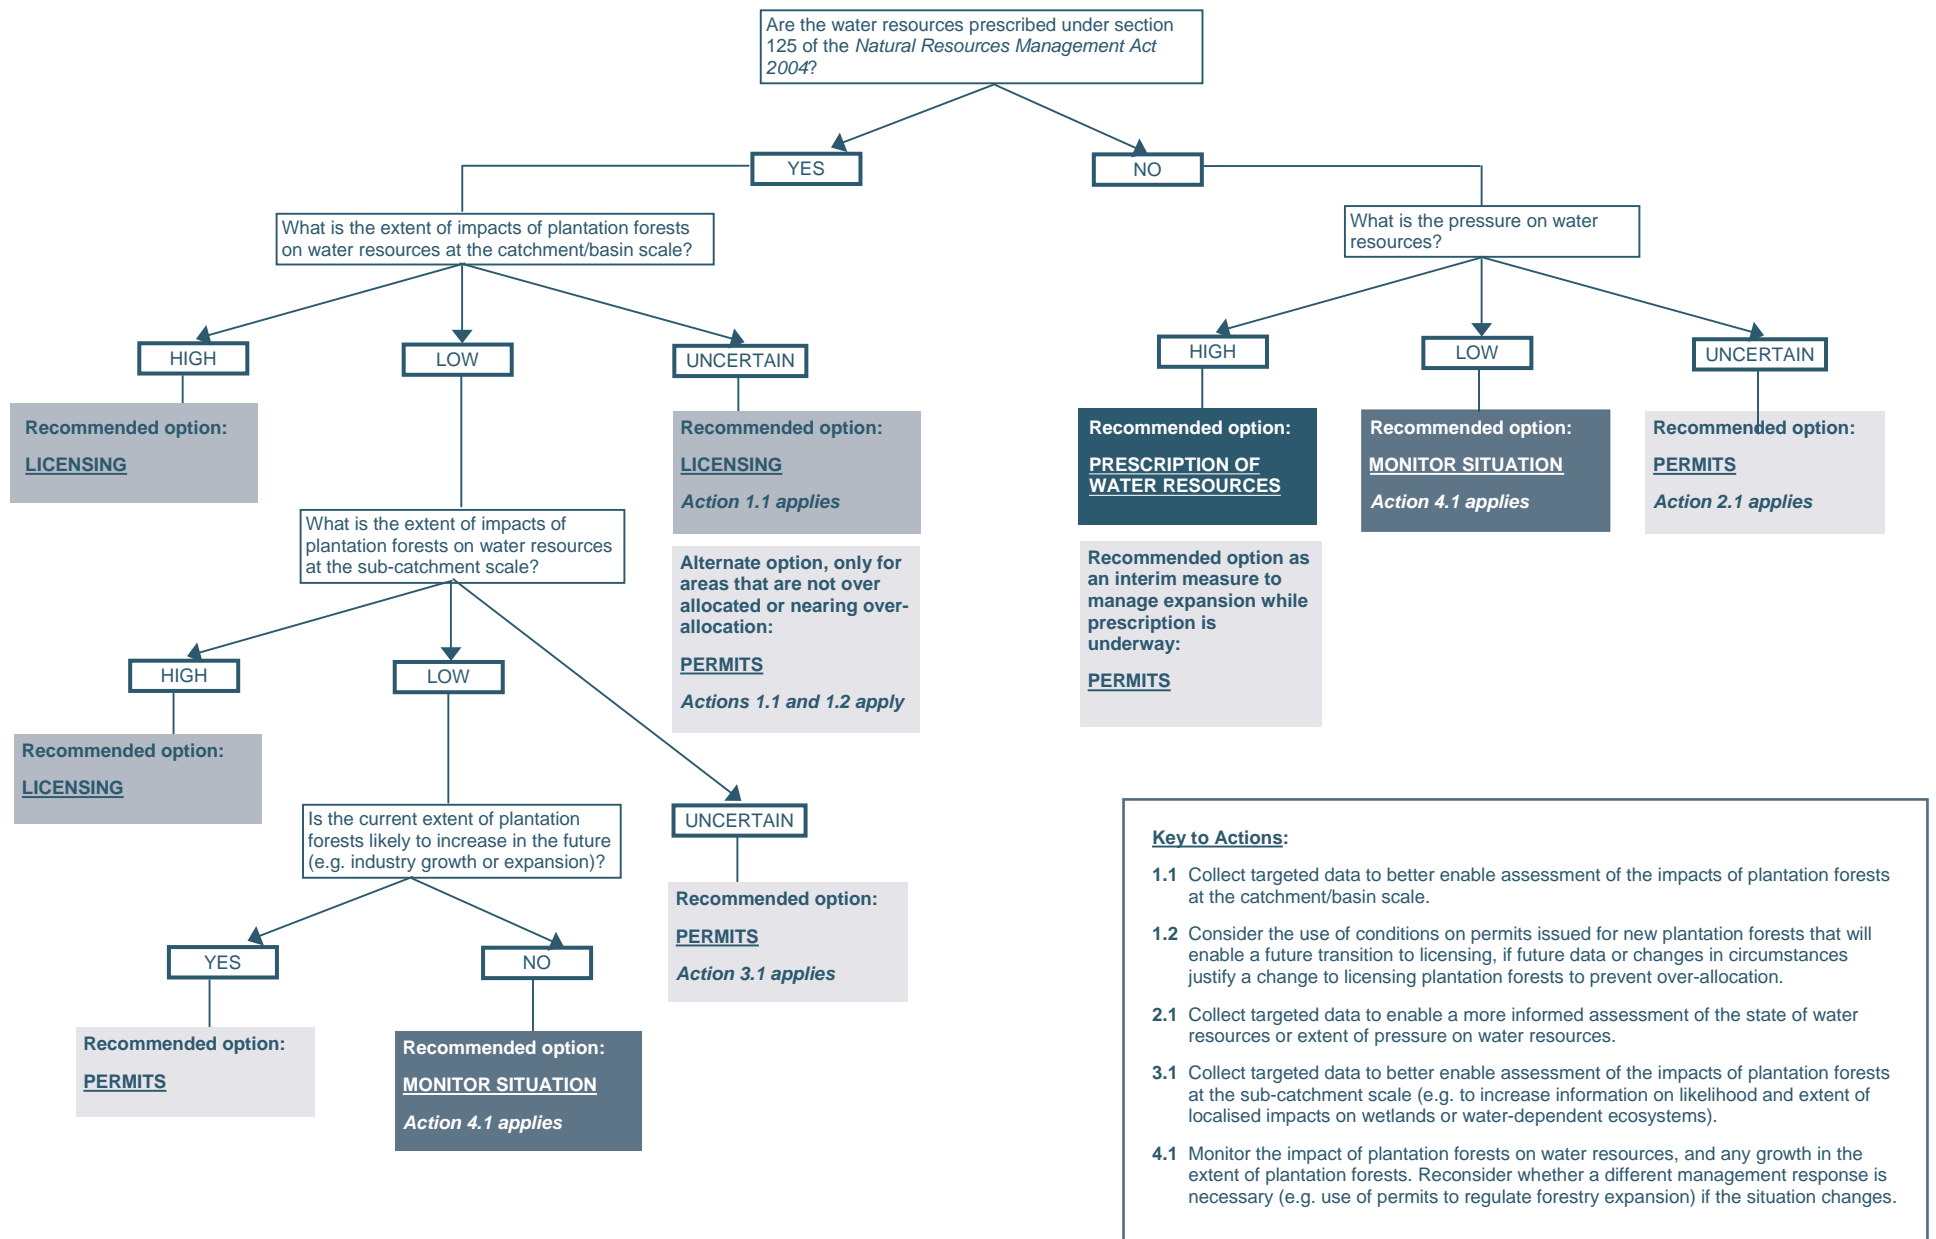 Are the water resources prescribed under section
125 of the Natural Resources Management Act
2004?
YES
NO
What is the extent of impacts of plantation forests
on water resources at the catchment/basin scale?
What is the pressure on water
resources?
HIGH
LOW
UNCERTAIN
HIGH
LOW
UNCERTAIN
Recommended option:
LICENSING
Recommended option:
LICENSING
Action 1.1 applies
Alternate option, only for
areas that are not over
allocated or nearing over-
allocation:
PERMITS
Actions 1.1 and 1.2 apply
Recommended option:
PRESCRIPTION OF
WATER RESOURCES
Recommended option as
an interim measure to
manage expansion while
prescription is
underway:
PERMITS
Recommended option:
MONITOR SITUATION
Action 4.1 applies
Recommended option:
PERMITS
Action 2.1 applies
What is the extent of impacts of
plantation forests on water resources
at the sub-catchment scale?
HIGH
LOW
UNCERTAIN
Recommended option:
LICENSING
Is the current extent of plantation
forests likely to increase in the future
(e.g. industry growth or expansion)?
Recommended option:
PERMITS
Action 3.1 applies
YES
NO
Recommended option:
PERMITS
Recommended option:
MONITOR SITUATION
Action 4.1 applies
Key to Actions:
1.1 Collect targeted data to better enable assessment of the impacts of plantation forests
at the catchment/basin scale.
1.2 Consider the use of conditions on permits issued for new plantation forests that will
enable a future transition to licensing, if future data or changes in circumstances
justify a change to licensing plantation forests to prevent over-allocation.
2.1 Collect targeted data to enable a more informed assessment of the state of water
resources or extent of pressure on water resources.
3.1 Collect targeted data to better enable assessment of the impacts of plantation forests
at the sub-catchment scale (e.g. to increase information on likelihood and extent of
localised impacts on wetlands or water-dependent ecosystems).
4.1 Monitor the impact of plantation forests on water resources, and any growth in the
extent of plantation forests. Reconsider whether a different management response is
necessary (e.g. use of permits to regulate forestry expansion) if the situation changes.